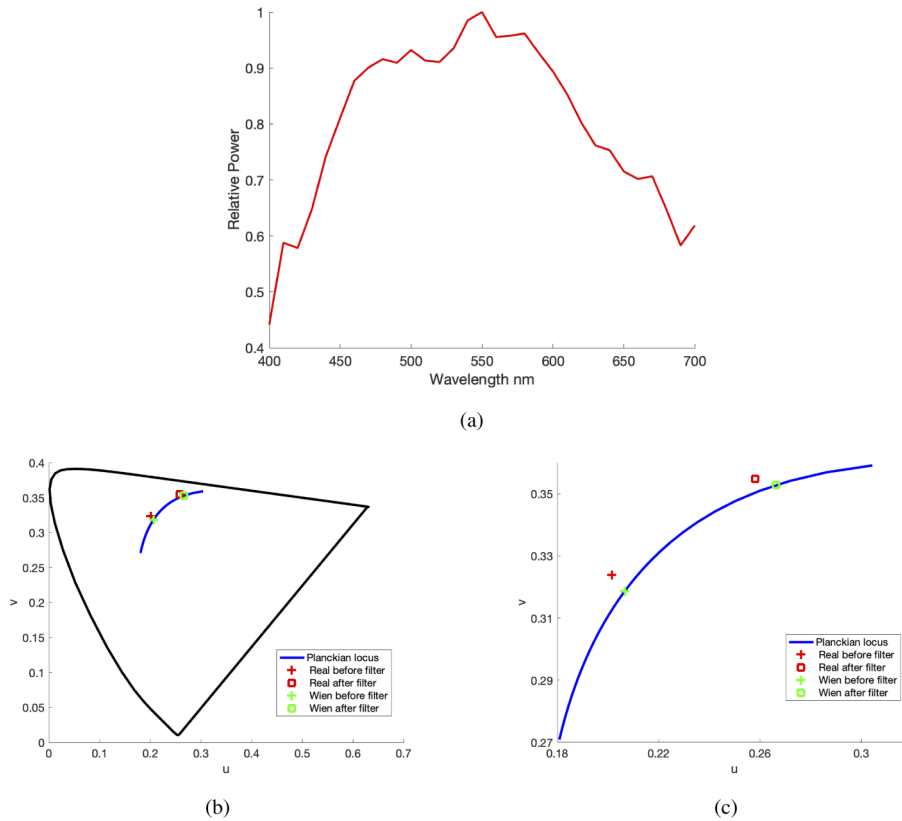 1
0.9
0.8
0.7
0.6
0.5
0.4
Relative Power
400
450
500
550
600
650
700
Wavelength nm
(a)
0.4
0.35
0.3
0.25
0.2
0.15
0.1
0.05
0
v
0
0.1
0.2
0.3
0.4
0.5
0.6
0.7
u
Planckian locus
Real before filter
Real after filter
Wien before filter
Wien after filter
(b)
0.35
0.33
0.31
0.29
0.27
v
0.18
0.22
0.26
0.3
u
Planckian locus
Real before filter
Real after filter
Wien before filter
Wien after filter
(c)